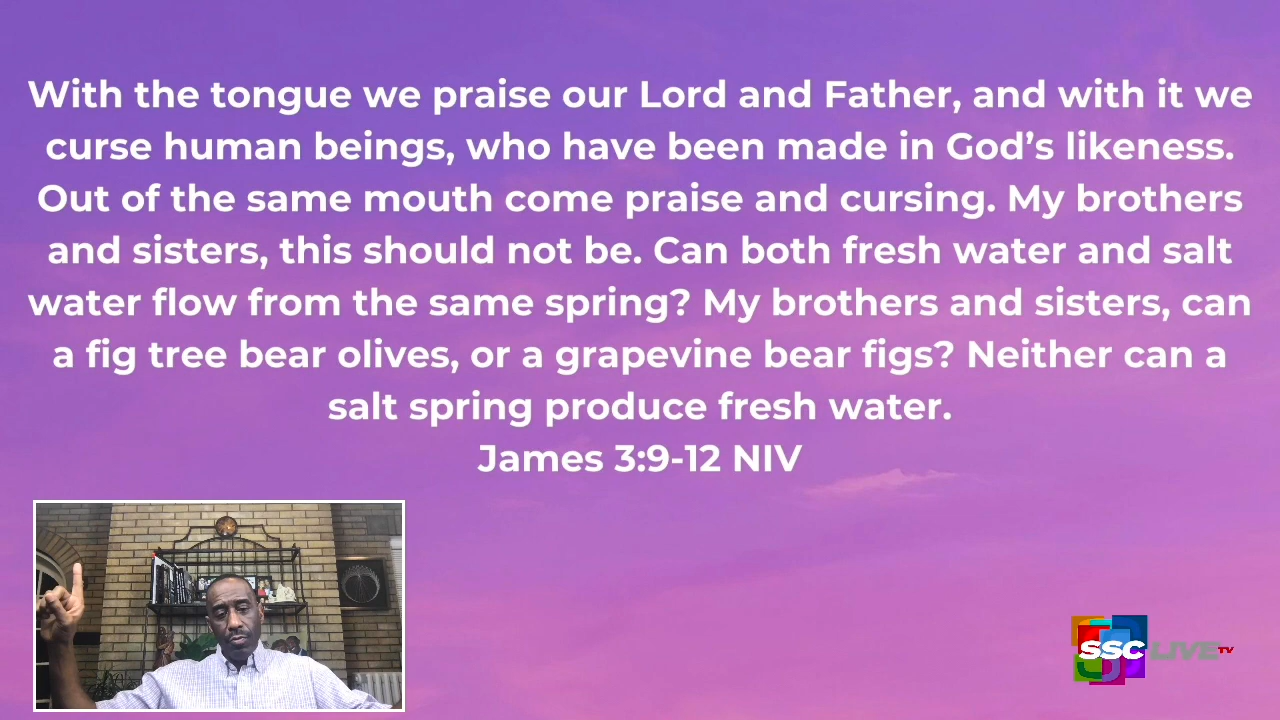 With the tongue we praise our Lord and Father, and with it we
curse human beings, who have been made in God’s likeness.
Out of the same mouth come praise and cursing. My brothers
and sisters, this should not be. Can both fresh water and salt
water flow from the same spring? My brothers and sisters, can
a fig tree bear olives, or a grapevine bear figs? Neither can a
salt spring produce fresh water.
James 3:9-12 NIV
SSC LIVE TV